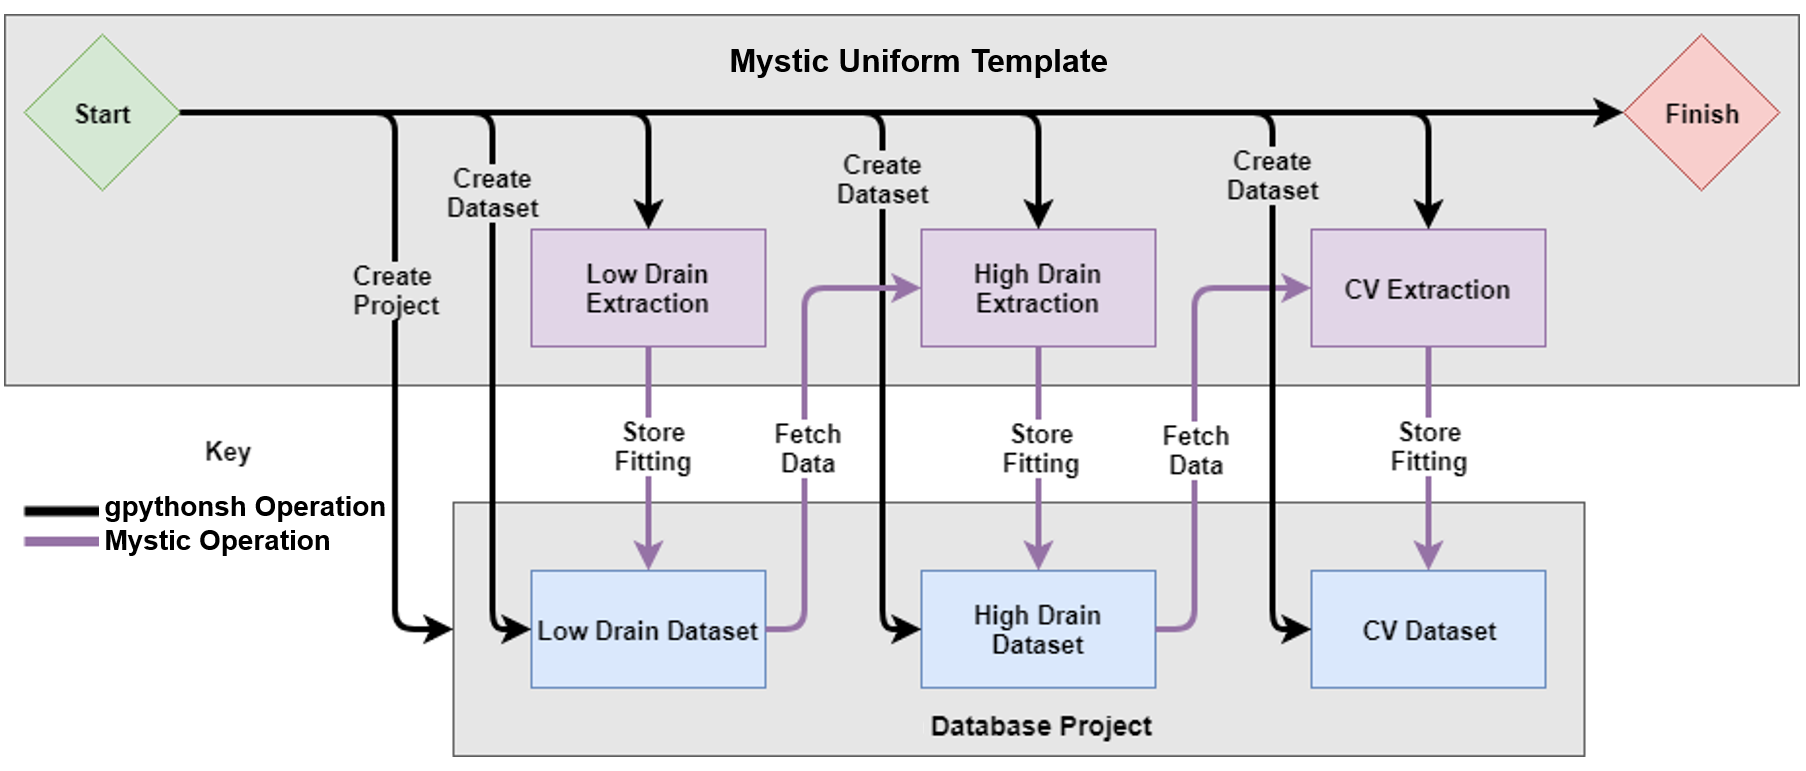 Mystic Uniform Template
Start
Finish
Create
Project
Create
Dataset
Create
Dataset
Create
Dataset
Low Drain
Extraction
High Drain
Extraction
CV Extraction
Store
Fitting
Fetch
Data
Store
Fitting
Fetch
Data
Store
Fitting
Key
gpythonsh Operation
Mystic Operation
Low Drain Dataset
High Drain
Dataset
CV Dataset
Database Project